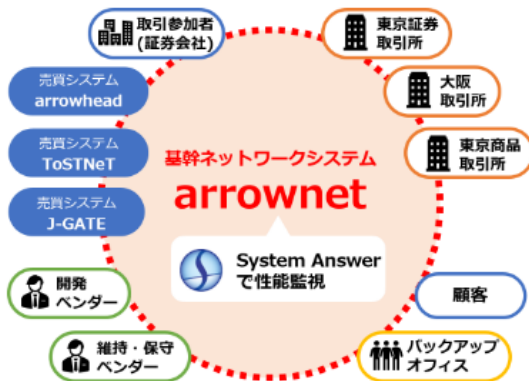 取引参加者
(証券会社)
東京証券
取引所
売買システム
arrowhead
大阪
取引所
売買システム
ToSTNeT
東京商品
取引所
基幹ネットワークシステム
arrownet
売買システム
J-GATE
System Answer
で性能監視
開発
ベンダー
顧客
維持・保守
ベンダー
バックアップ
オフィス